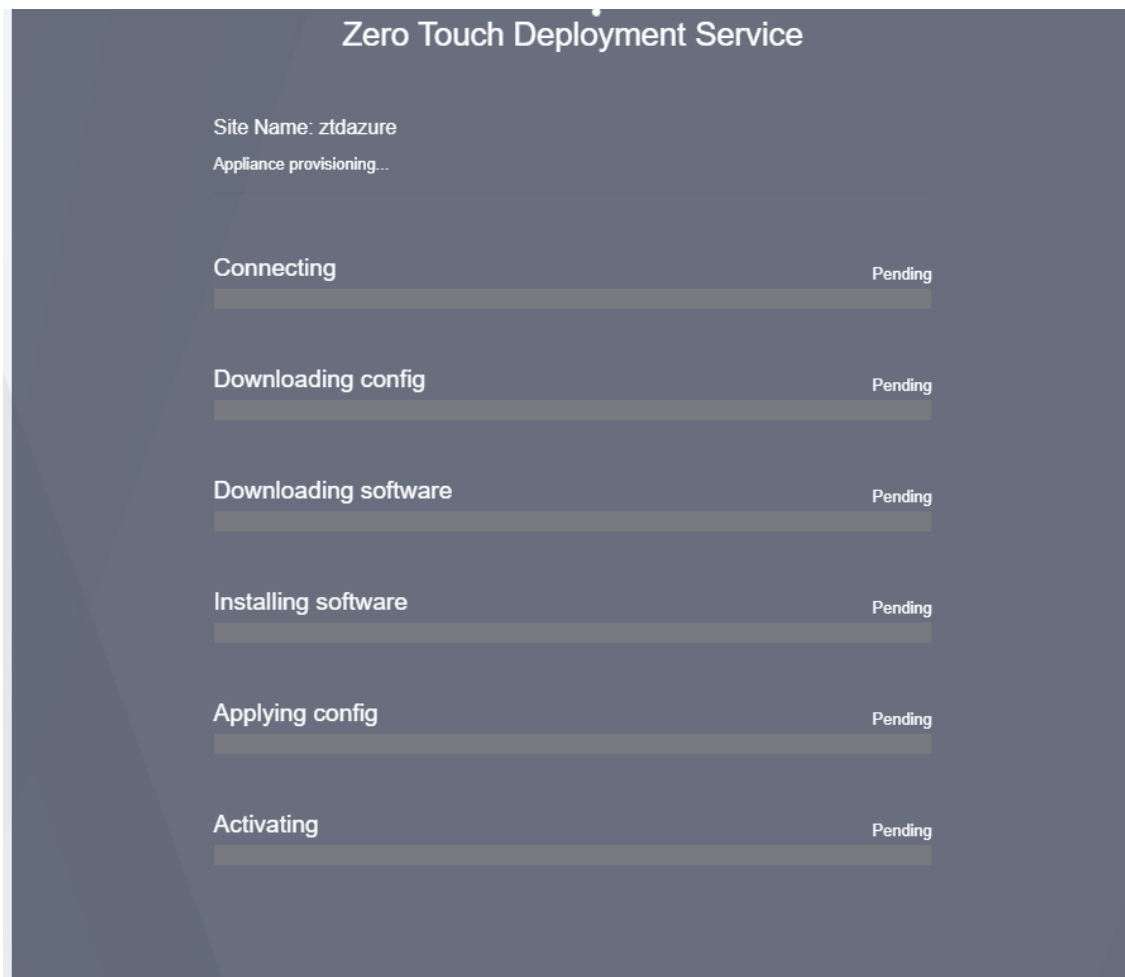 Zero Touch Deployment Service
Site Name: ztdazure
Appliance provisioning...
Connecting Pending
Downloading config Pending
Downloading software Pending
Installing software Pending
Applying config Pending
Activating Pending